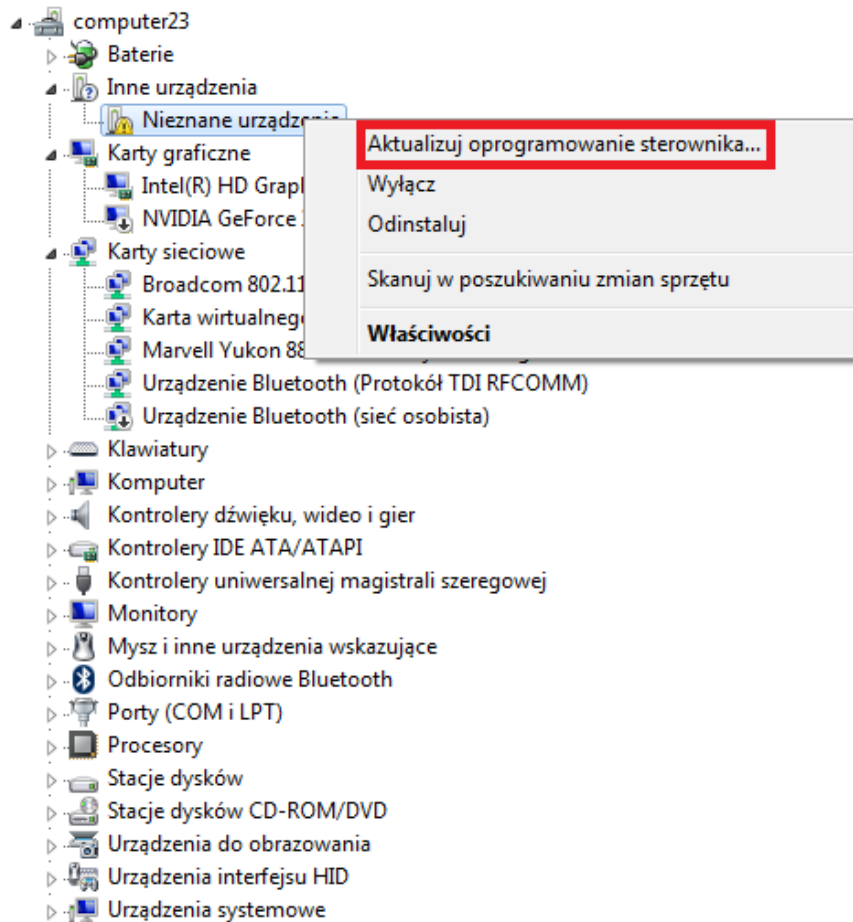 computer23
Baterie
Inne urządzenia
Nieznane urządzenie
Aktualizuj oprogramowanie sterownika...
Karty graficzne
Wyłącz
Intel(R) HD
NVIDIA GeForce
Odinstaluj
Karty sieciowe
Skanuj w poszukiwaniu zmian sprzętu
Broadcom 802.11
Karta
Właściwości
Marvell Yukon 88
Urządzenie Bluetooth (Protokół TDI RFCOMM)
Urządzenie Bluetooth (sieć osobista)
Klawiatury
Komputer
Kontrolery dźwięku, wideo i gier
Kontrolery IDE ATA/ATAPI
Kontrolery uniwersalnej magistrali szeregowej
Monitory
Mysz i inne urządzenia wskazujące
Odbiorniki radiowe Bluetooth
Porty (COM i LPT)
Procesory
Stacje dysków
Stacje dysków CD-ROM/DVD
Urządzenia do obrazowania
Urządzenia interfejsu HID
Urządzenia systemowe